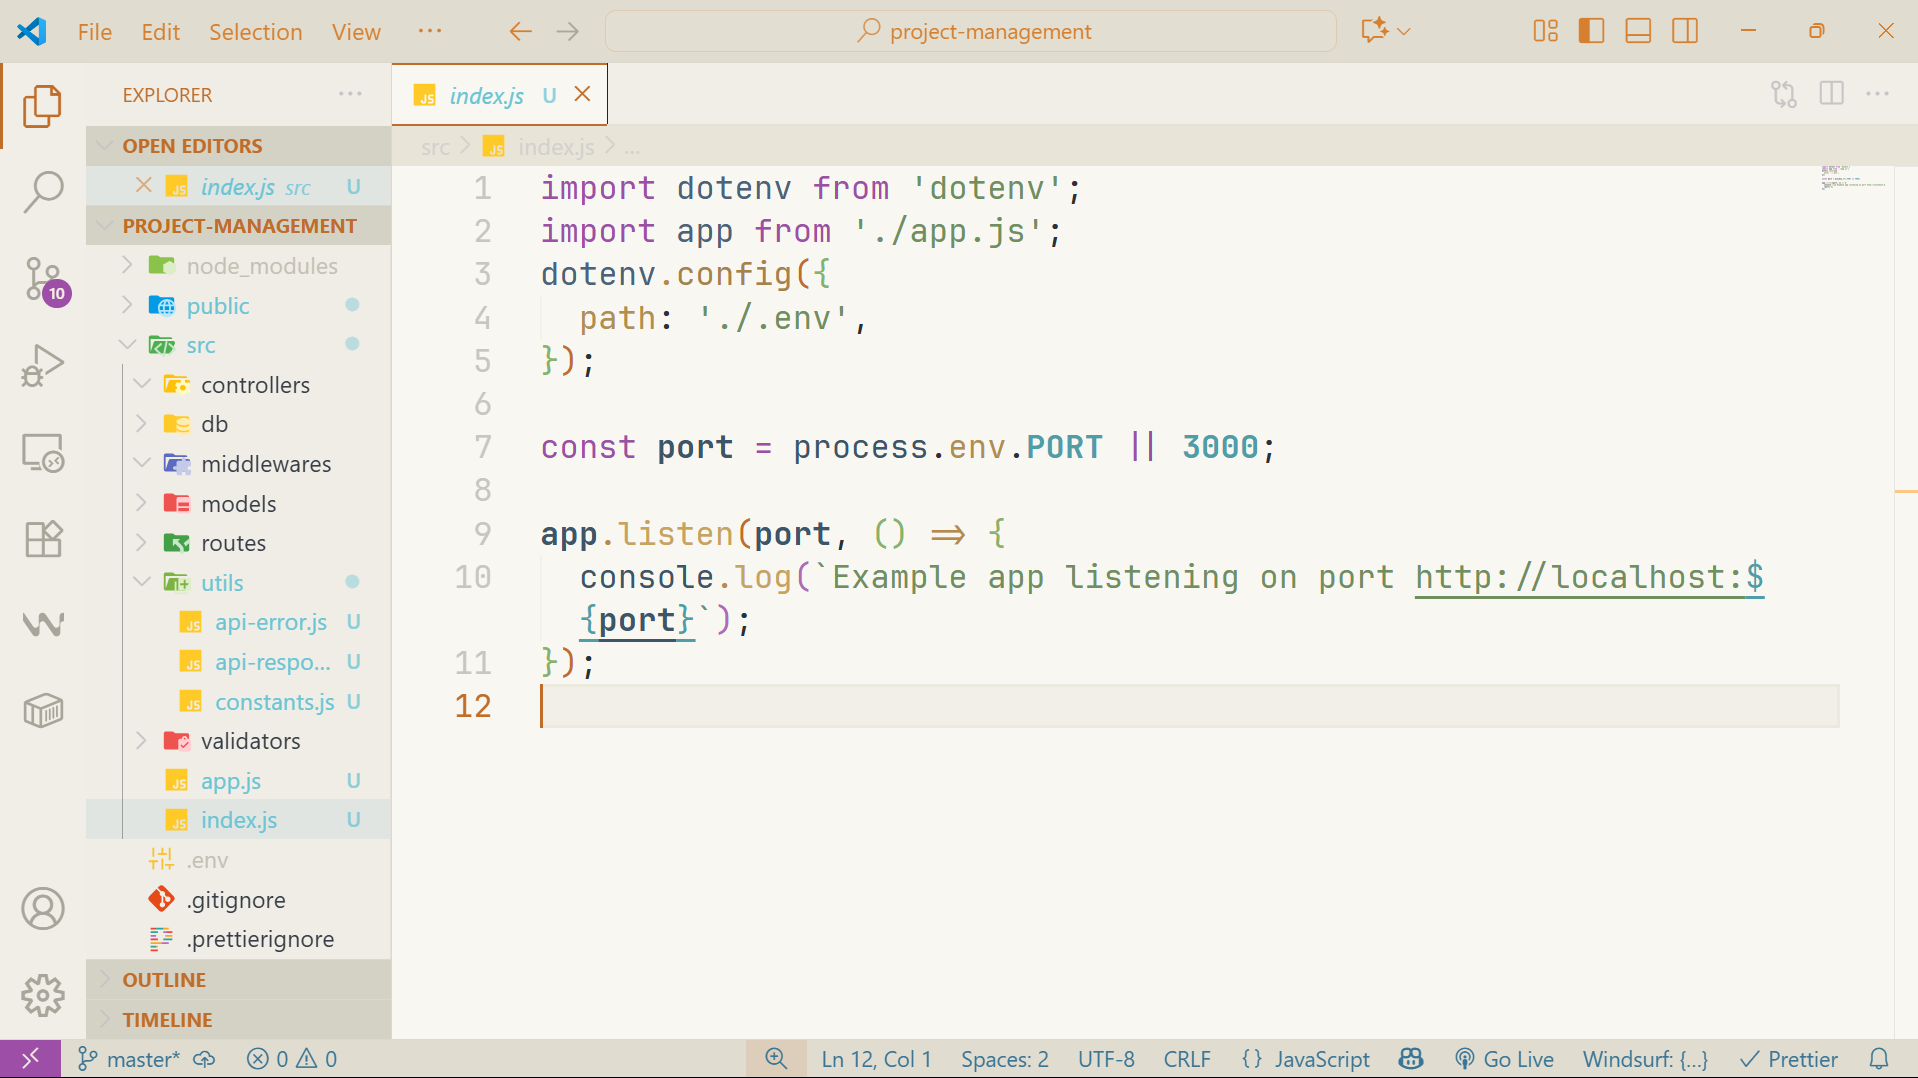 File Edit Selection View ···
project-management
EXPLORER ···
OPEN EDITORS
index.js src U
PROJECT-MANAGEMENT
node_modules
public
src
controllers
db
middlewares
models
routes
utils
api-error.js U
api-respo... U
constants.js U
validators
app.js U
index.js U
.env
.gitignore
.prettierignore
OUTLINE
TIMELINE
10
JS index.js U
src > JS index.js > ...
1 import dotenv from 'dotenv';
2 import app from './app.js';
3 dotenv.config({
4 path: './.env',
5 });
6
7 const port = process.env.PORT || 3000;
8
9 app.listen(port, () => {
10 console.log(`Example app listening on port http://localhost:$
{port}`);
11 });
12
master* 0 0 Ln 12, Col 1 Spaces: 2 UTF-8 CRLF {} JavaScript Go Live Windsurf: {...} Prettier